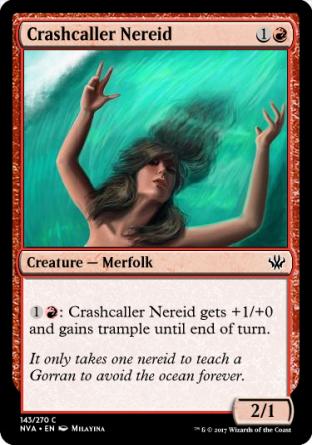 Crashcaller Nereid 1
Creature — Merfolk
1 : Crashcaller Nereid gets +1/+0
and gains trample until end of turn.
It only takes one nereid to teach a
Gorran to avoid the ocean forever.
2/1
143/270 C
NVA • EN Milayina
™ & © 2017 Wizards of the Coast